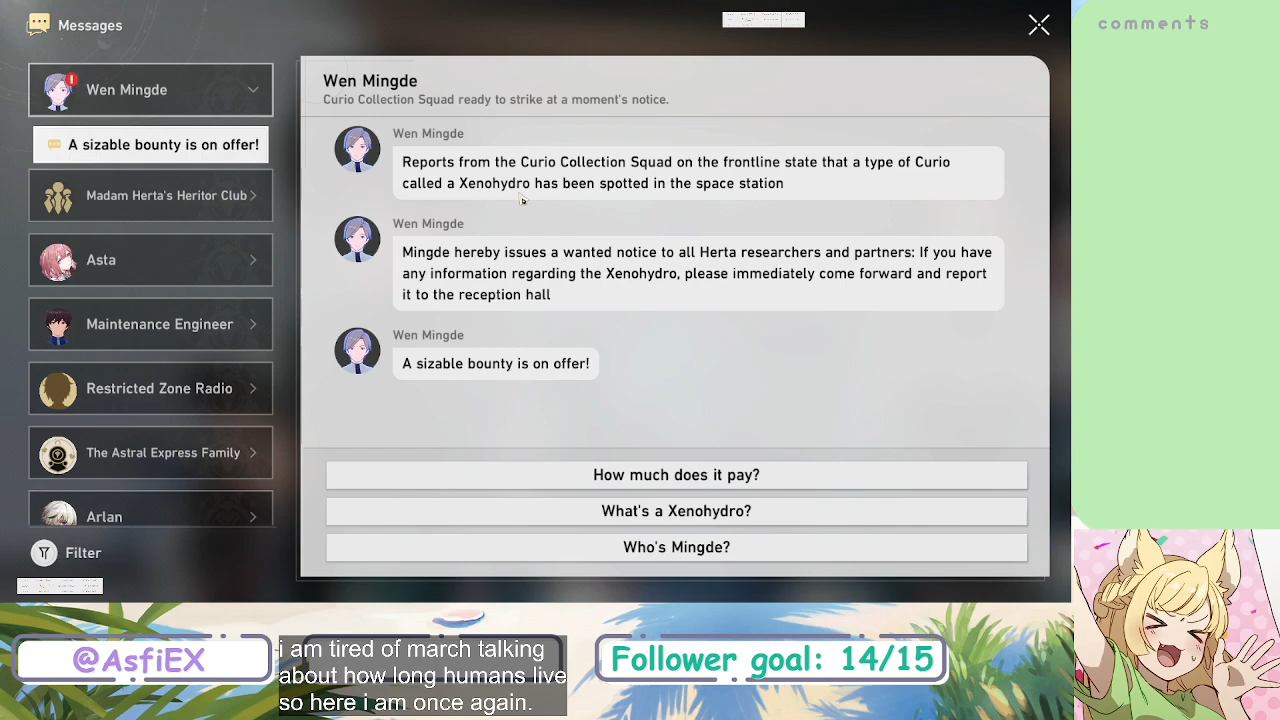 Messages
comments
Wen Mingde
A sizable bounty is on offer!
Madam Herta's Heritor Club
Asta
Maintenance Engineer
Restricted Zone Radio
The Astral Express Family
Arlan
Filter
Wen Mingde
Curio Collection Squad ready to strike at a moment's notice.
Wen Mingde
Reports from the Curio Collection Squad on the frontline state that a type of Curio
called a Xenohydro has been spotted in the space station
Wen Mingde
Mingde hereby issues a wanted notice to all Herta researchers and partners: If you have
any information regarding the Xenohydro, please immediately come forward and report
it to the reception hall
Wen Mingde
A sizable bounty is on offer!
How much does it pay?
What's a Xenohydro?
Who's Mingde?
@AsfiEX
i am tired of march talking
about how long humans live
so here i am once again.
Follower goal: 14/15